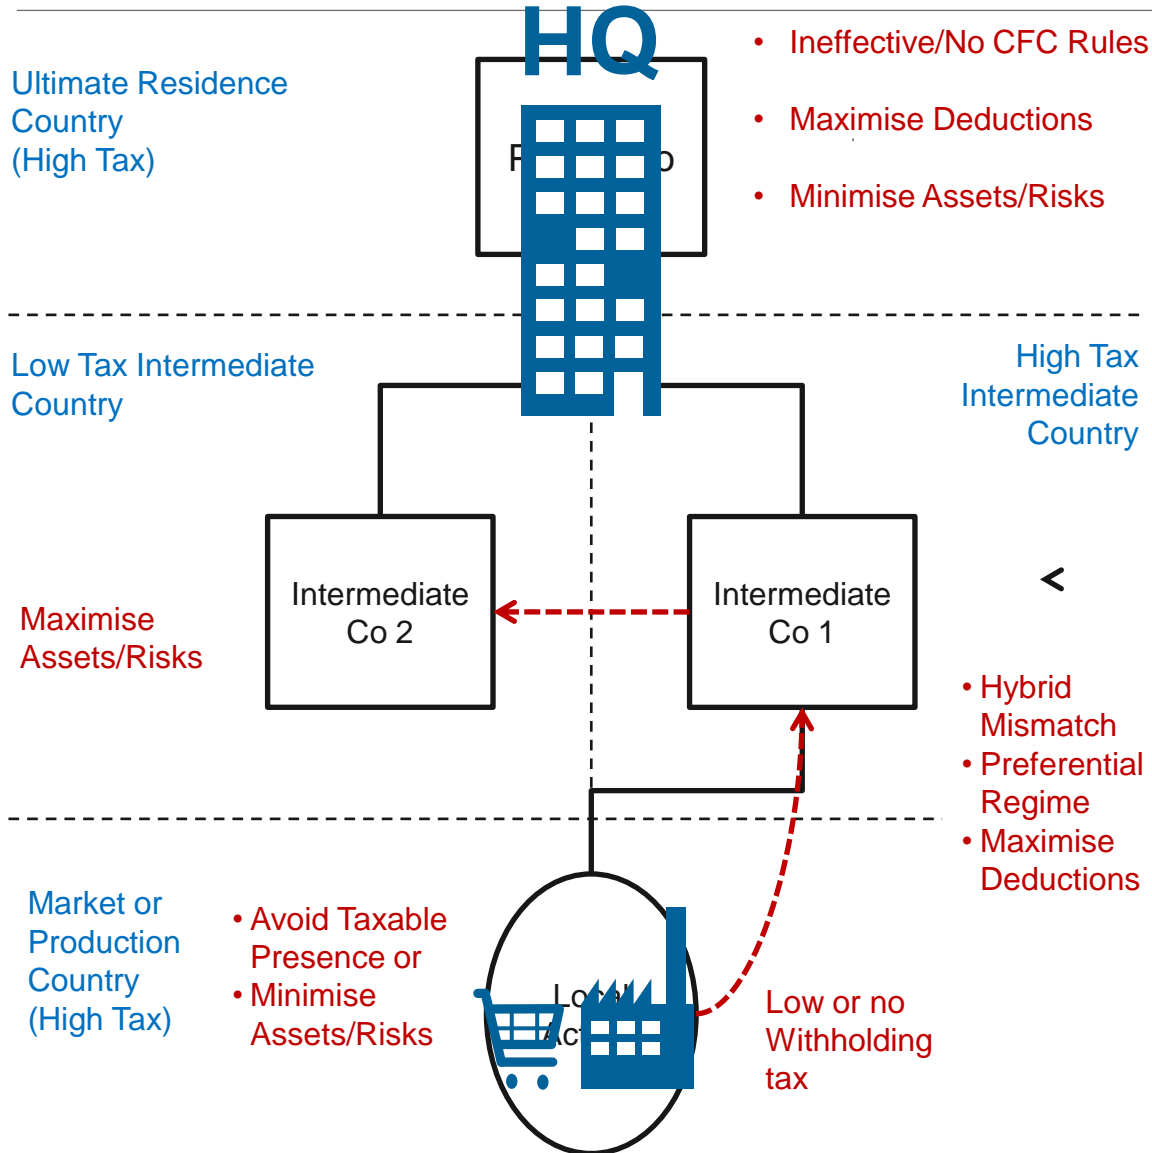 HQ
• Ineffective/No CFC Rules
• Maximise Deductions
• Minimise Assets/Risks
Ultimate Residence
Country
(High Tax)
Low Tax Intermediate
Country
High Tax
Intermediate
Country
Intermediate
Co 2
Intermediate
Co 1
Maximise
Assets/Risks
• Hybrid
Mismatch
• Preferential
Regime
• Maximise
Deductions
Market or
Production
Country
(High Tax)
• Avoid Taxable
Presence or
• Minimise
Assets/Risks
Local
Low or no
Withholding
tax